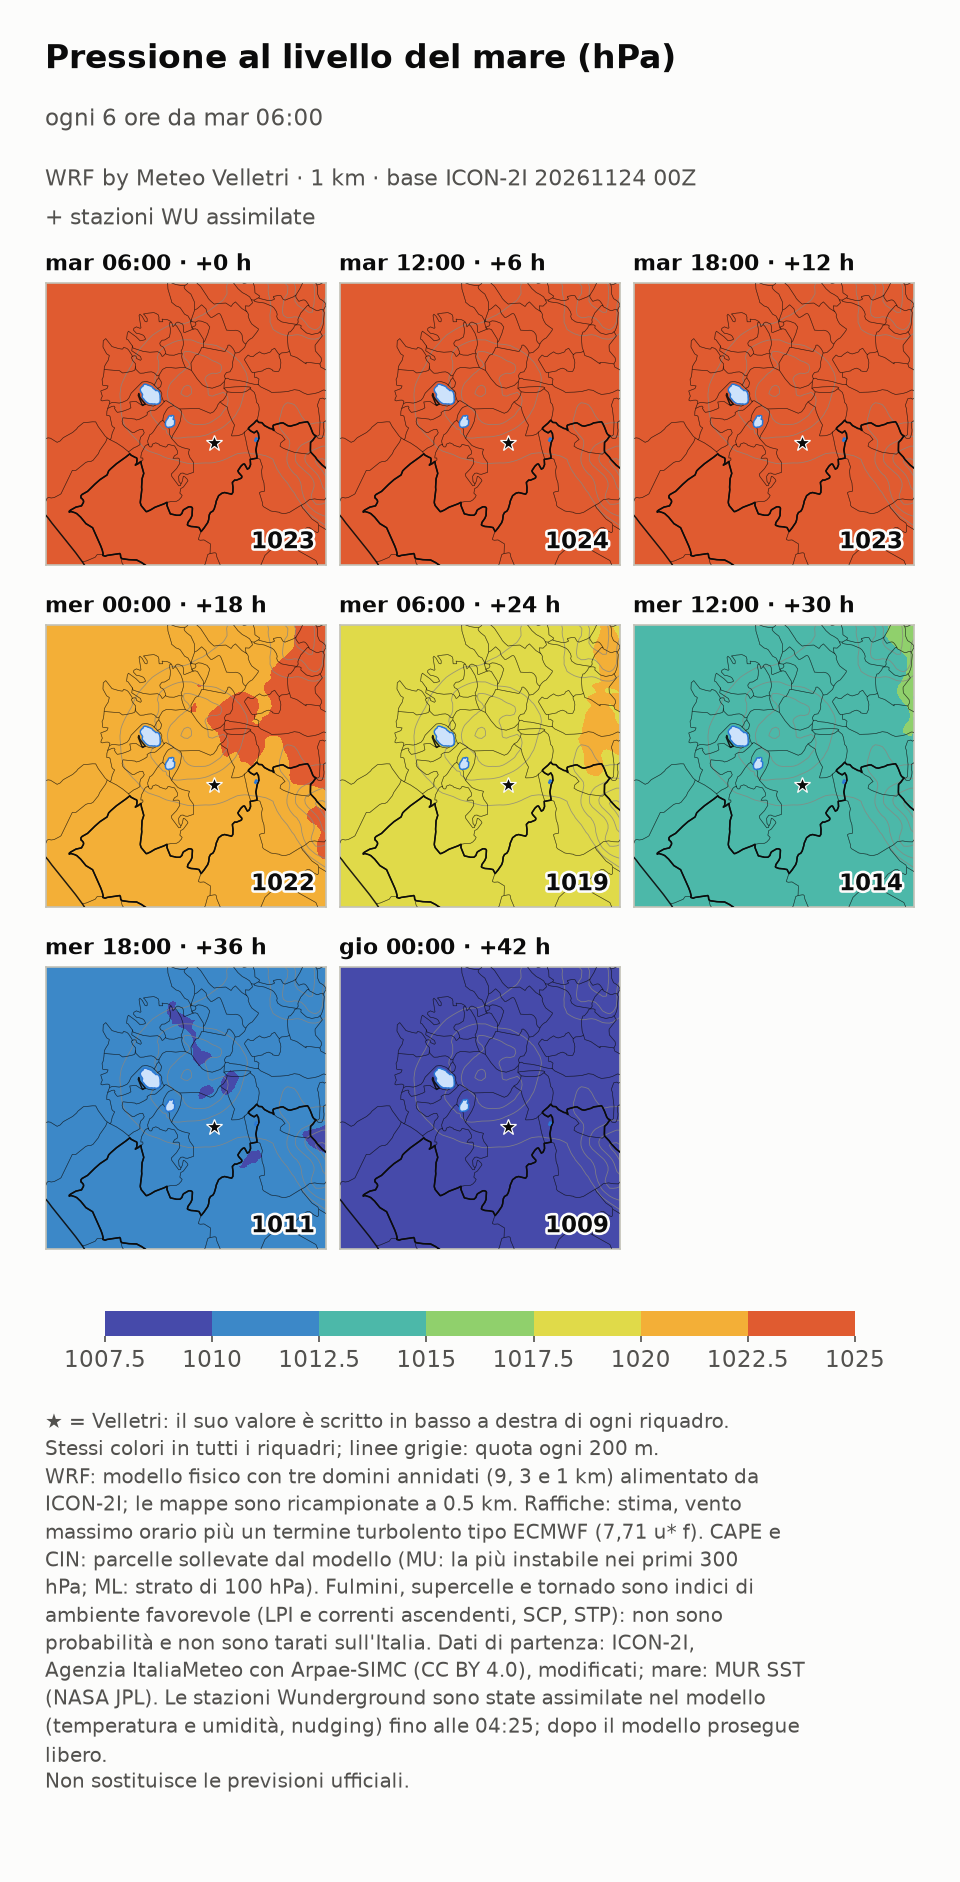 Pressione al livello del mare (hPa)
ogni 6 ore da mar 06:00
WRF by Meteo Velletri · 1 km · base ICON-2I 20261124 00Z
+ stazioni WU assimilate
mar 06:00 · +0 h
mar 12:00 · +6 h
mar 18:00 · +12 h
1023
1024
1023
mer 00:00 · +18 h
mer 06:00 · +24 h
mer 12:00 · +30 h
1022
1019
1014
mer 18:00 · +36 h
gio 00:00 · +42 h
1011
1009
1007.5 1010 1012.5 1015 1017.5 1020 1022.5 1025
★ = Velletri: il suo valore è scritto in basso a destra di ogni riquadro.
Stessi colori in tutti i riquadri; linee grigie: quota ogni 200 m.
WRF: modello fisico con tre domini annidati (9, 3 e 1 km) alimentato da
ICON-2I; le mappe sono ricampionate a 0.5 km. Raffiche: stima, vento
massimo orario più un termine turbolento tipo ECMWF (7,71 u* f). CAPE e
CIN: parcelle sollevate dal modello (MU: la più instabile nei primi 300
hPa; ML: strato di 100 hPa). Fulmini, supercelle e tornado sono indici di
ambiente favorevole (LPI e correnti ascendenti, SCP, STP): non sono
probabilità e non sono tarati sull'Italia. Dati di partenza: ICON-2I,
Agenzia ItaliaMeteo con Arpae-SIMC (CC BY 4.0), modificati; mare: MUR SST
(NASA JPL). Le stazioni Wunderground sono state assimilate nel modello
(temperatura e umidità, nudging) fino alle 04:25; dopo il modello prosegue
libero.
Non sostituisce le previsioni ufficiali.